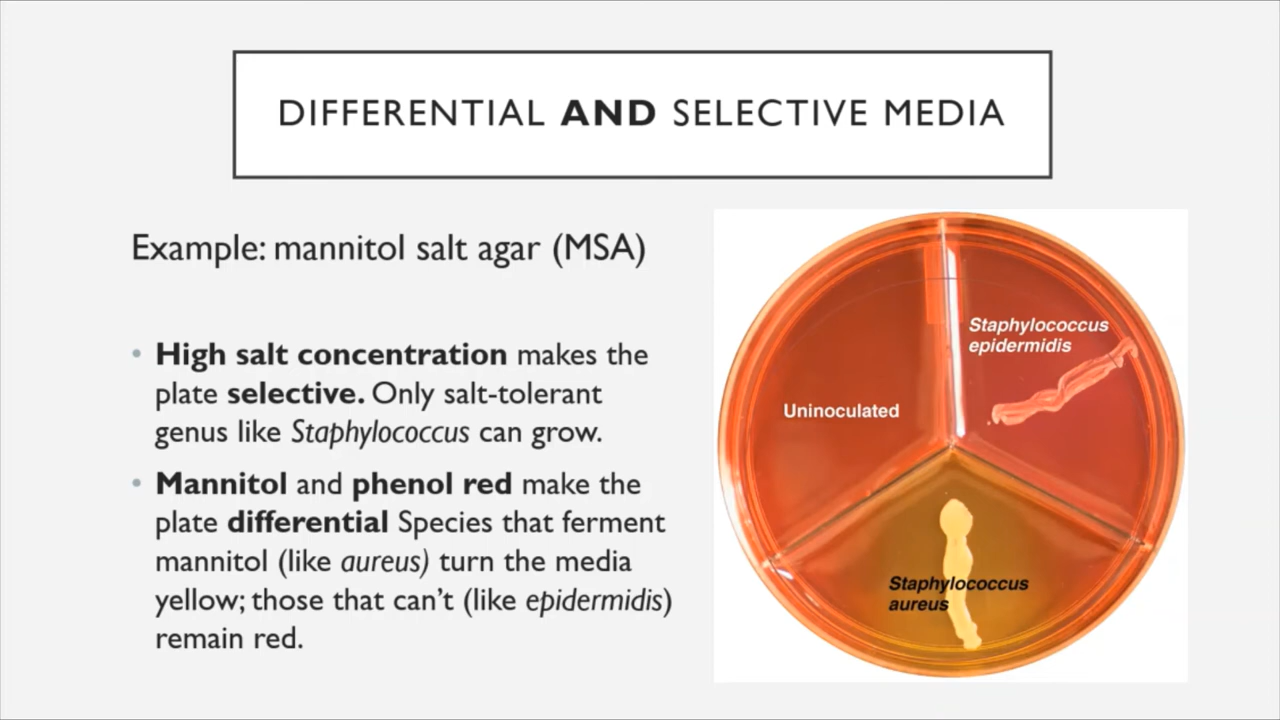 DIFFERENTIAL AND SELECTIVE MEDIA
Example: mannitol salt agar (MSA)
• High salt concentration makes the
plate selective. Only salt-tolerant
genus like Staphylococcus can grow.
• Mannitol and phenol red make the
plate differential Species that ferment
mannitol (like aureus) turn the media
yellow; those that can't (like epidermidis)
remain red.
Staphylococcus
epidermidis
Uninoculated
Staphylococcus
aureus